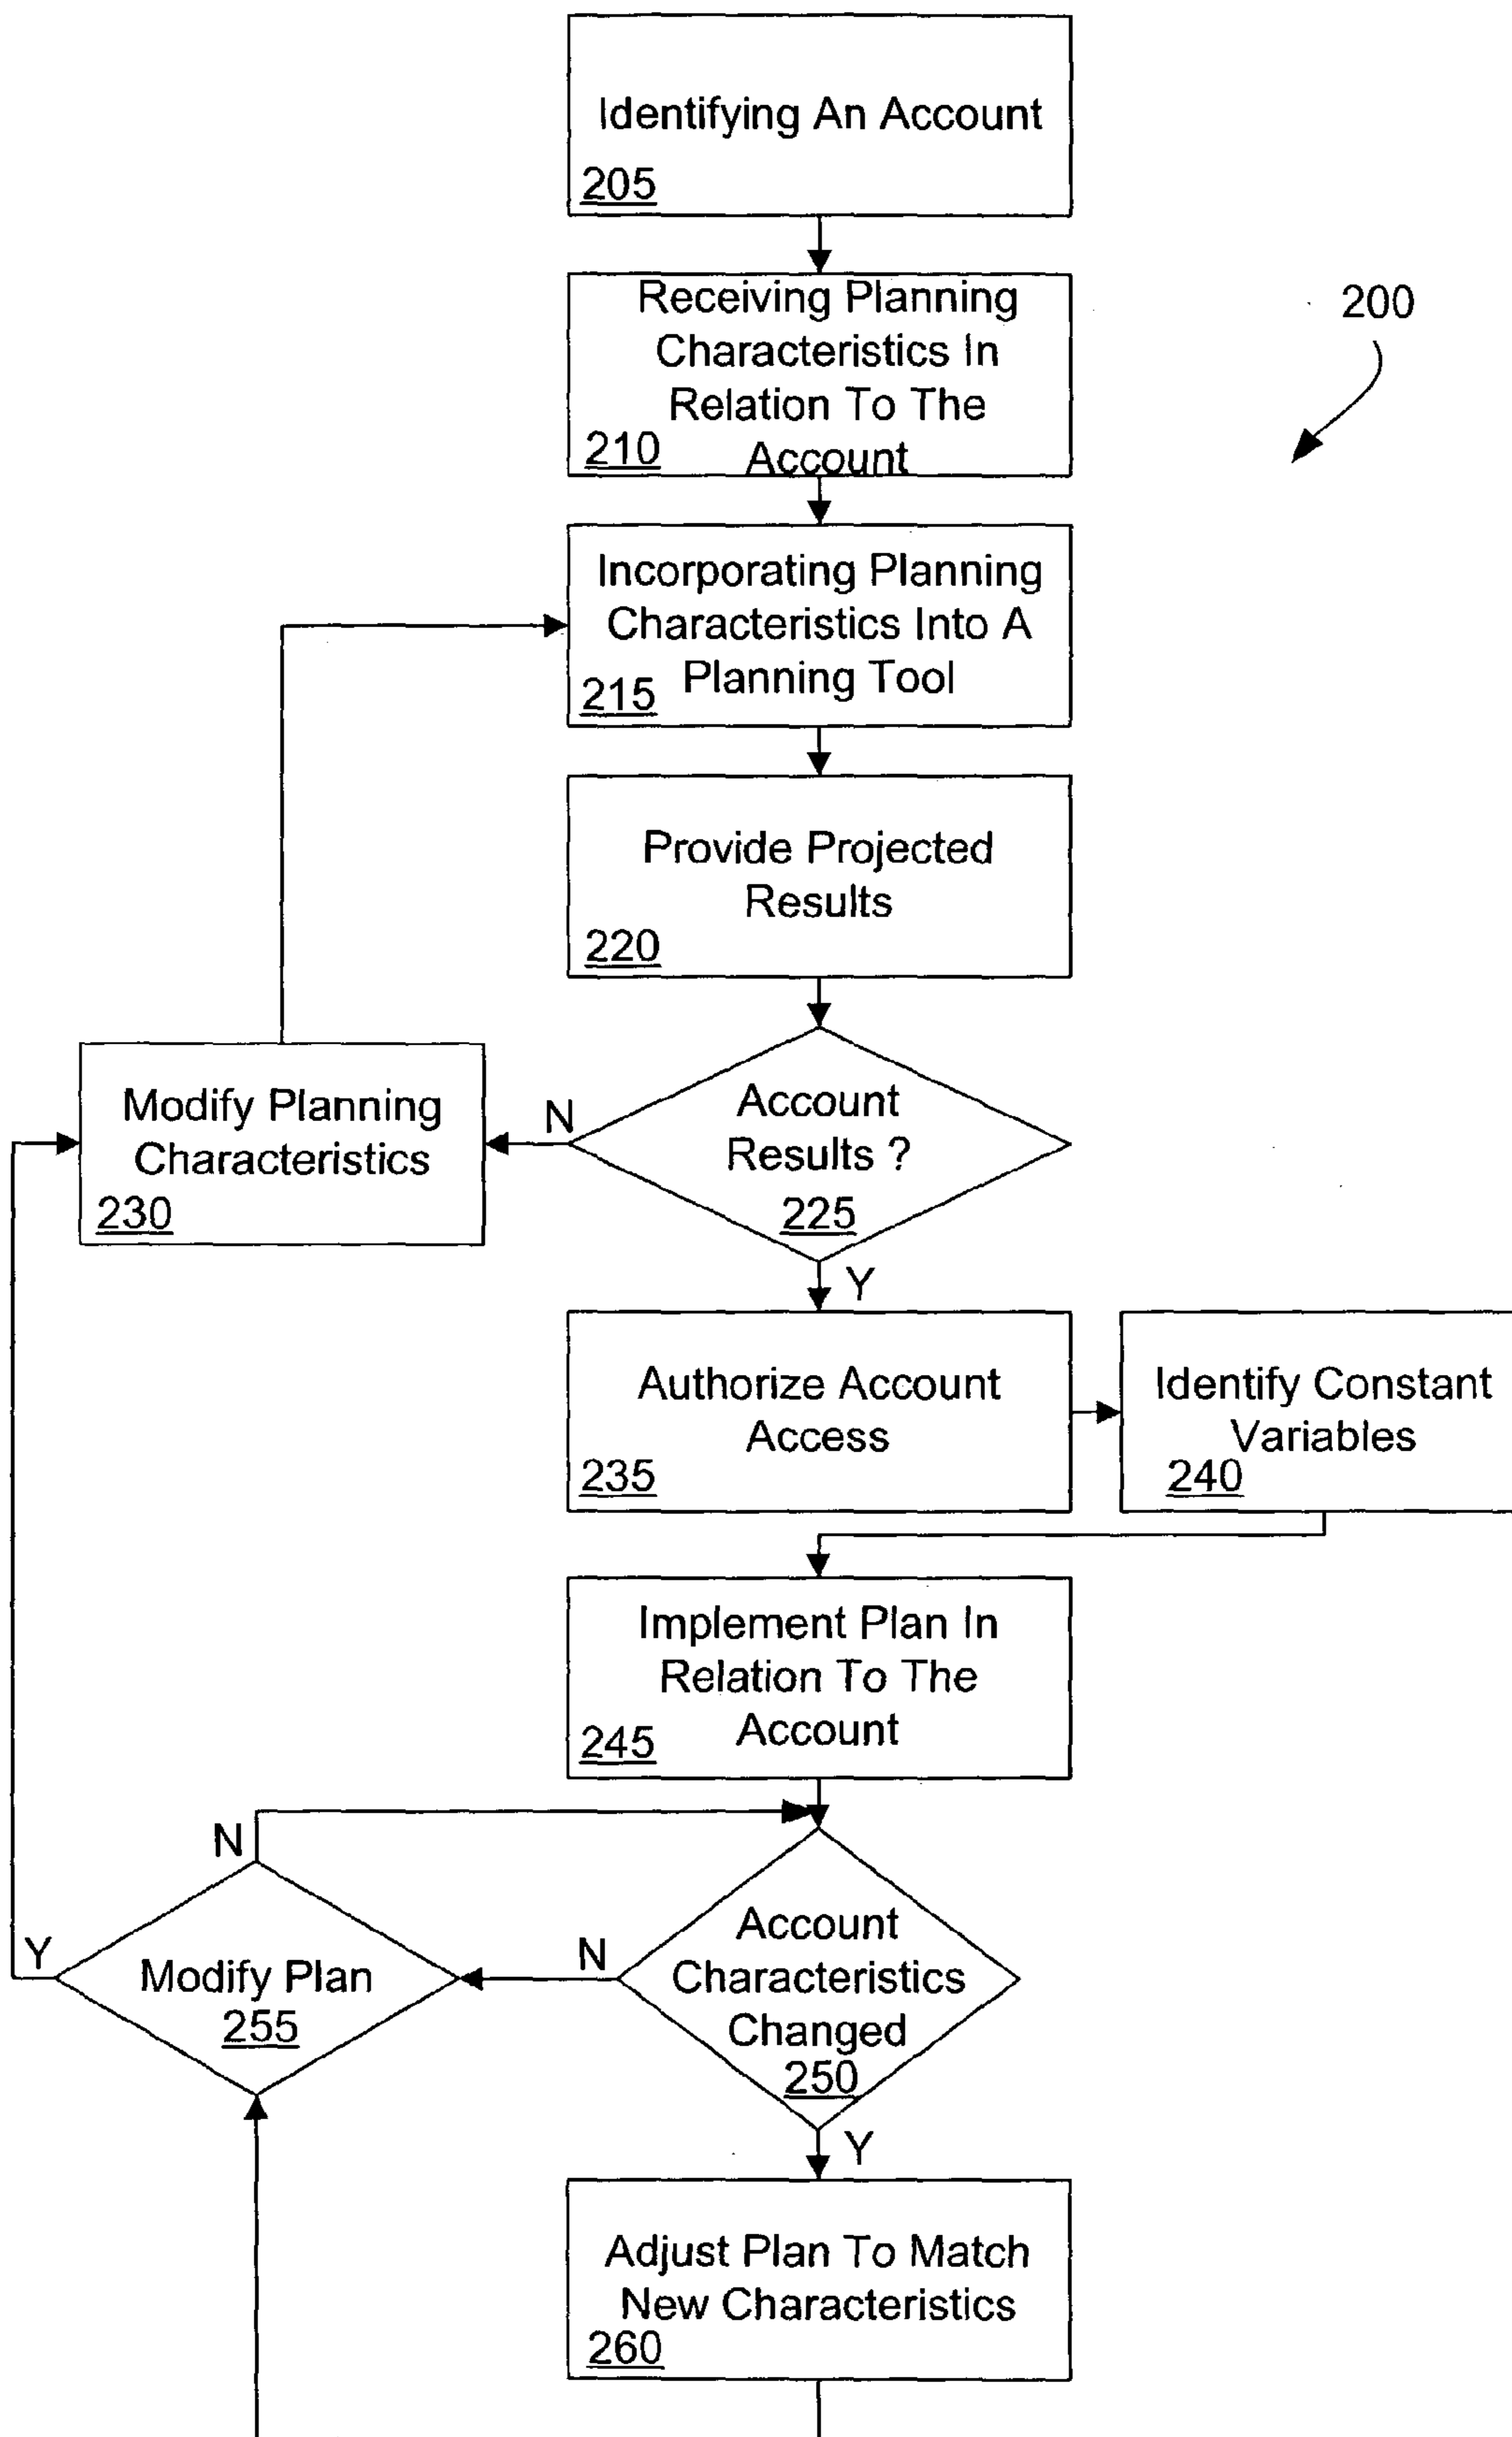 Identifying An Account
205
200
Receiving Planning
Characteristics In
Relation To The
Account
210
Incorporating Planning
Characteristics Into A
Planning Tool
215
Provide Projected
Results
220
Modify Planning
Characteristics
230
N
Account
Results ?
225
Y
Authorize Account
Access
235
Identify Constant
Variables
240
Implement Plan In
Relation To The
Account
245
N
Y
Modify Plan
255
N
Account
Characteristics
Changed
250
Y
Adjust Plan To Match
New Characteristics
260